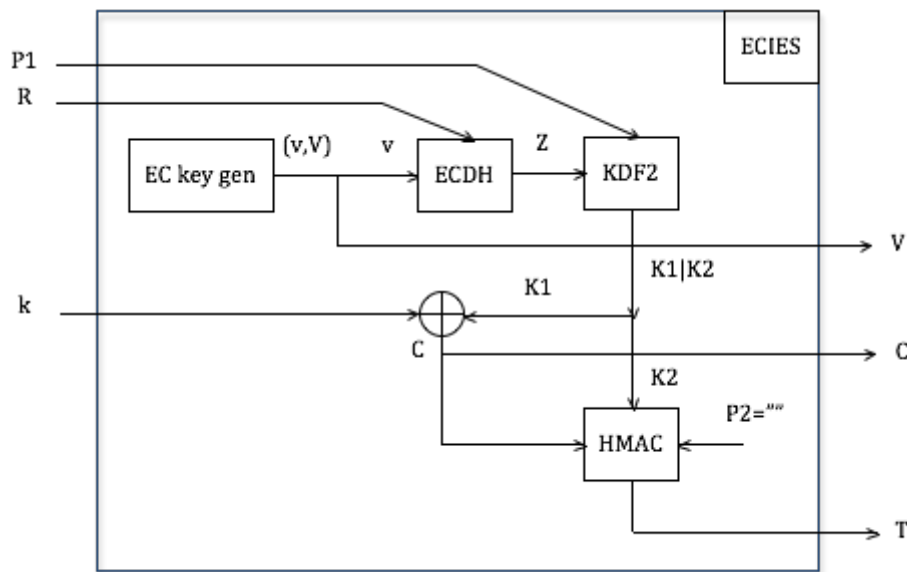 ECIES
P1
R
(v,V)
v
Z
EC key gen
ECDH
KDF2
V
K1|K2
K1
k
C
C
K2
P2=""
HMAC
T